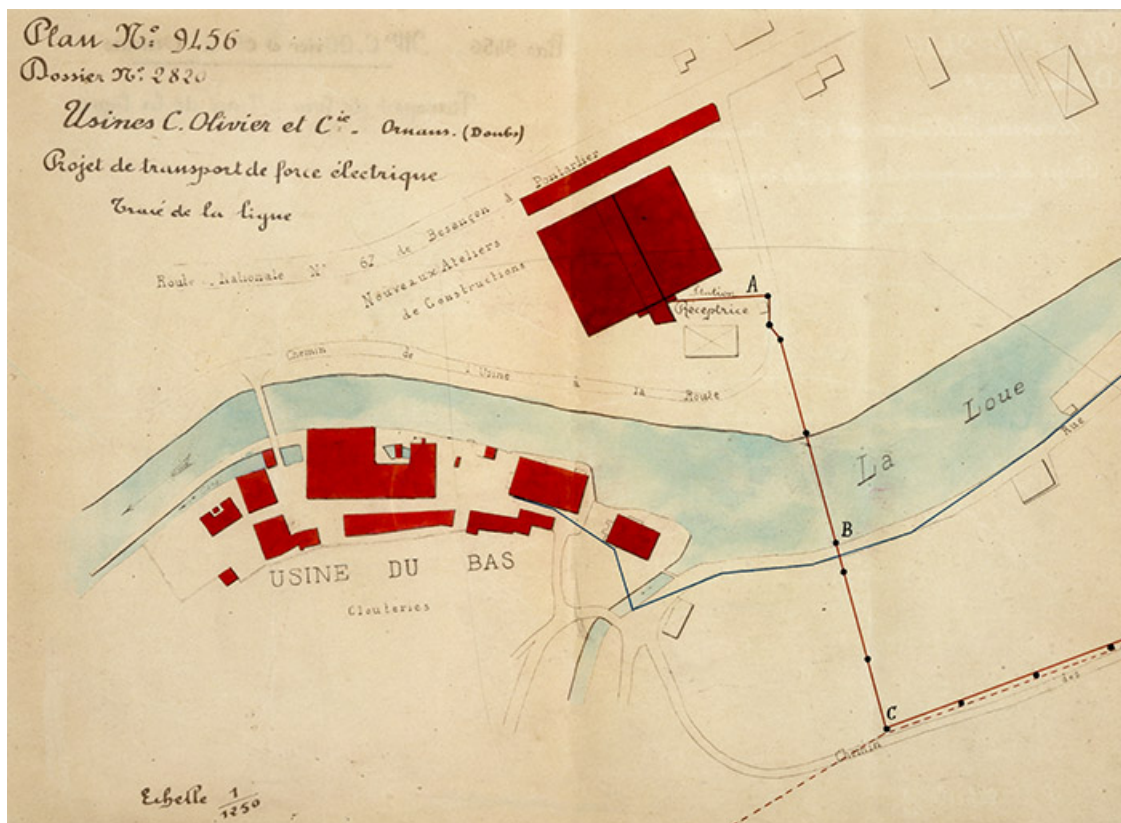 Plan N° 9456
Dossier N° 2820
Usines C. Olivier et Cie. Ornans. (Doubs)
Projet de transport de force électrique
Tracé de la ligne
Route Nationale N° 67 de Besançon à Pontarlier
Nouveaux Ateliers
de Constructions
Station
Réceptrice
A
Chemin de l'Usine à la Route
La Loue
Rue
B
USINE DU BAS
Clouteries
C
Chemin des
Echelle 1/1250